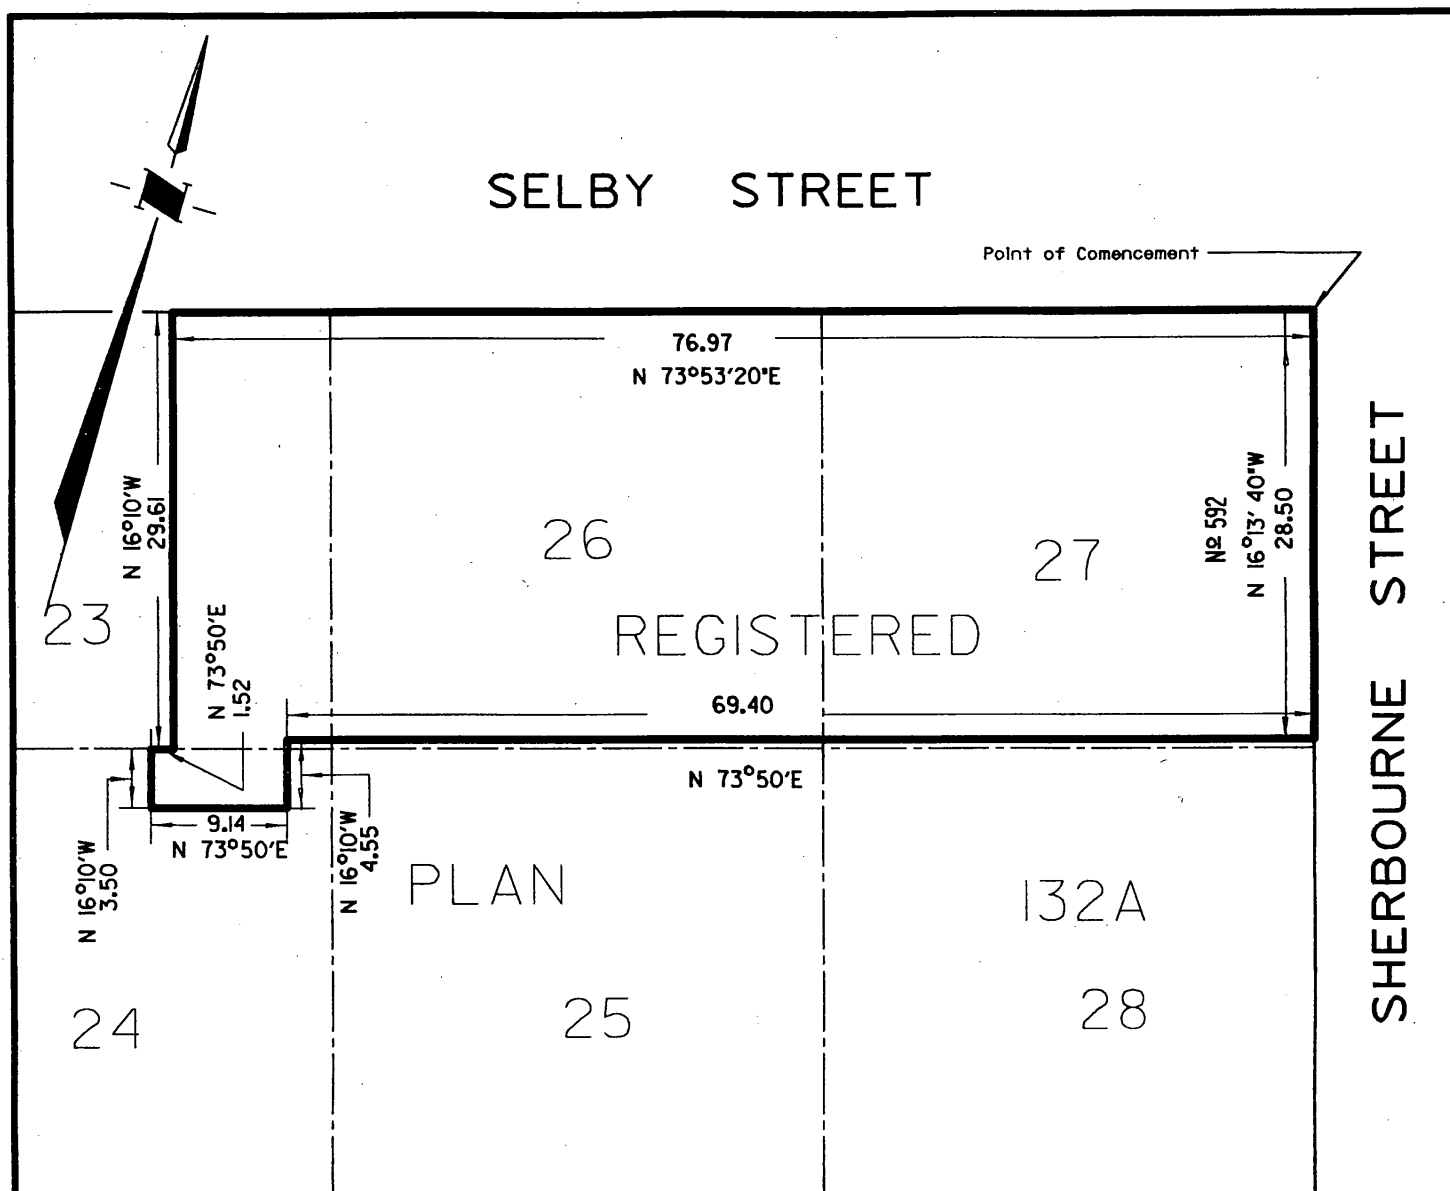 SELBY STREET
Point of Comencement
76.97
N 73°53'20"E
N 16°10'W
29.61
Nº 592
N 16°13' 40"W
28.50
SHERBOURNE STREET
26
27
23
REGISTERED
N 73°50'E
1.52
69.40
N 73°50'E
9.14
N 73°50'E
N 16°10'W
3.50
N 16°10'W
4.55
PLAN
132A
24
25
28